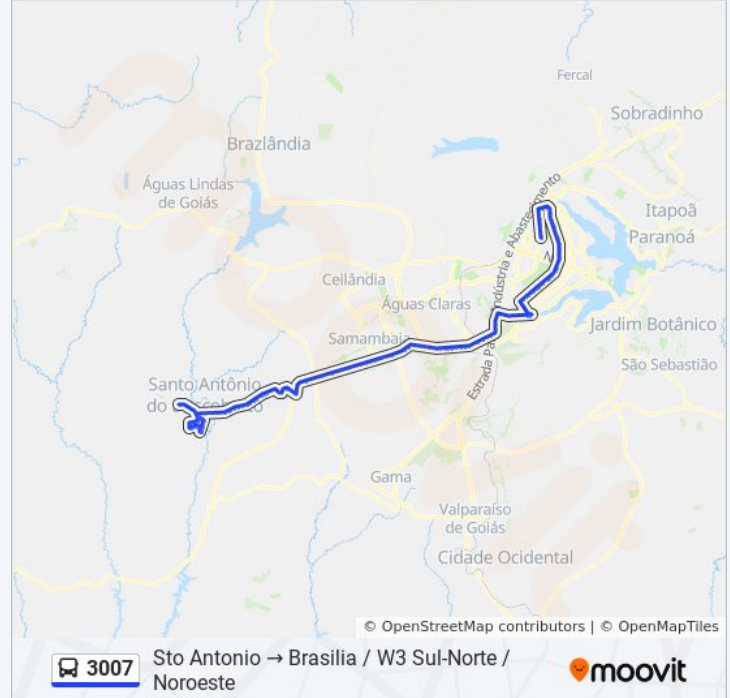 Fercal
Sobradinho
Brazlândia
Águas Lindas
de Goiás
Itapoã
Paranoá
Ceilândia
Águas Claras
Samambaia
Jardim Botânico
São Sebastião
Santo Antônio
do
Gama
Valparaíso
de Goiás
Cidade Ocidental
Estrada
Indústria e Abastecimento
© OpenStreetMap contributors | © OpenMapTiles
3007
Sto Antonio → Brasilia / W3 Sul-Norte /
Noroeste
moovit